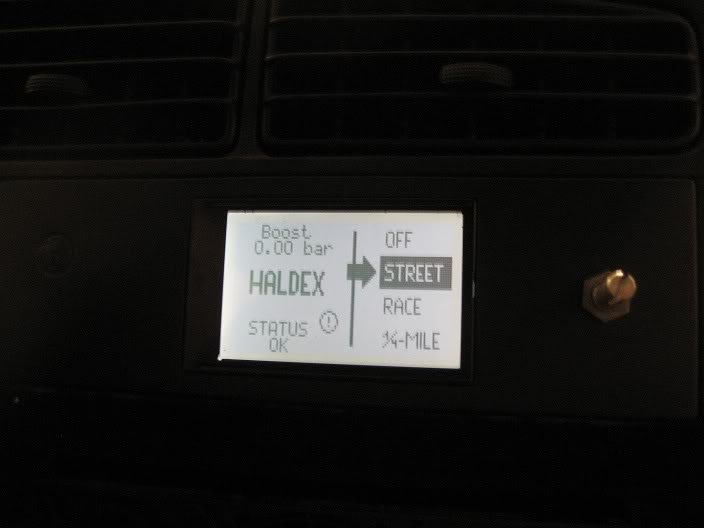 Boost
0.00 bar
HALDEX
STATUS
OK
OFF
STREET
RACE
¼-MILE